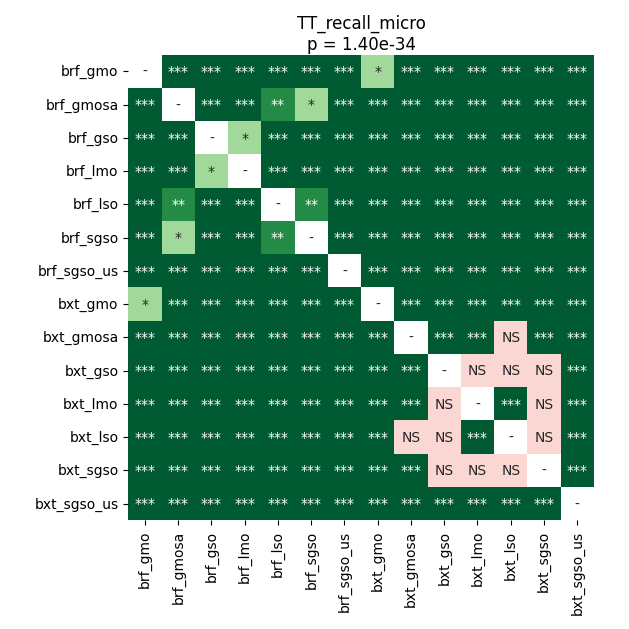 TT_recall_micro
p = 1.40e-34
brf_gmo - *** *** *** *** *** *** * *** *** *** *** *** ***
brf_gmosa *** - *** *** ** * *** *** *** *** *** *** *** ***
brf_gso *** *** - * *** *** *** *** *** *** *** *** *** ***
brf_lmo *** *** * - *** *** *** *** *** *** *** *** *** ***
brf_lso *** ** *** *** - ** *** *** *** *** *** *** *** ***
brf_sgso *** * *** *** ** - *** *** *** *** *** *** *** ***
brf_sgso_us *** *** *** *** *** *** - *** *** *** *** *** *** ***
bxt_gmo * *** *** *** *** *** *** - *** *** *** *** *** ***
bxt_gmosa *** *** *** *** *** *** *** *** - *** *** NS *** ***
bxt_gso *** *** *** *** *** *** *** *** *** - NS NS NS ***
bxt_lmo *** *** *** *** *** *** *** *** *** NS - *** NS ***
bxt_lso *** *** *** *** *** *** *** *** NS NS *** - NS ***
bxt_sgso *** *** *** *** *** *** *** *** *** NS NS NS - ***
bxt_sgso_us *** *** *** *** *** *** *** *** *** *** *** *** *** -
brf_gmo
brf_gmosa
brf_gso
brf_lmo
brf_lso
brf_sgso
brf_sgso_us
bxt_gmo
bxt_gmosa
bxt_gso
bxt_lmo
bxt_lso
bxt_sgso
bxt_sgso_us